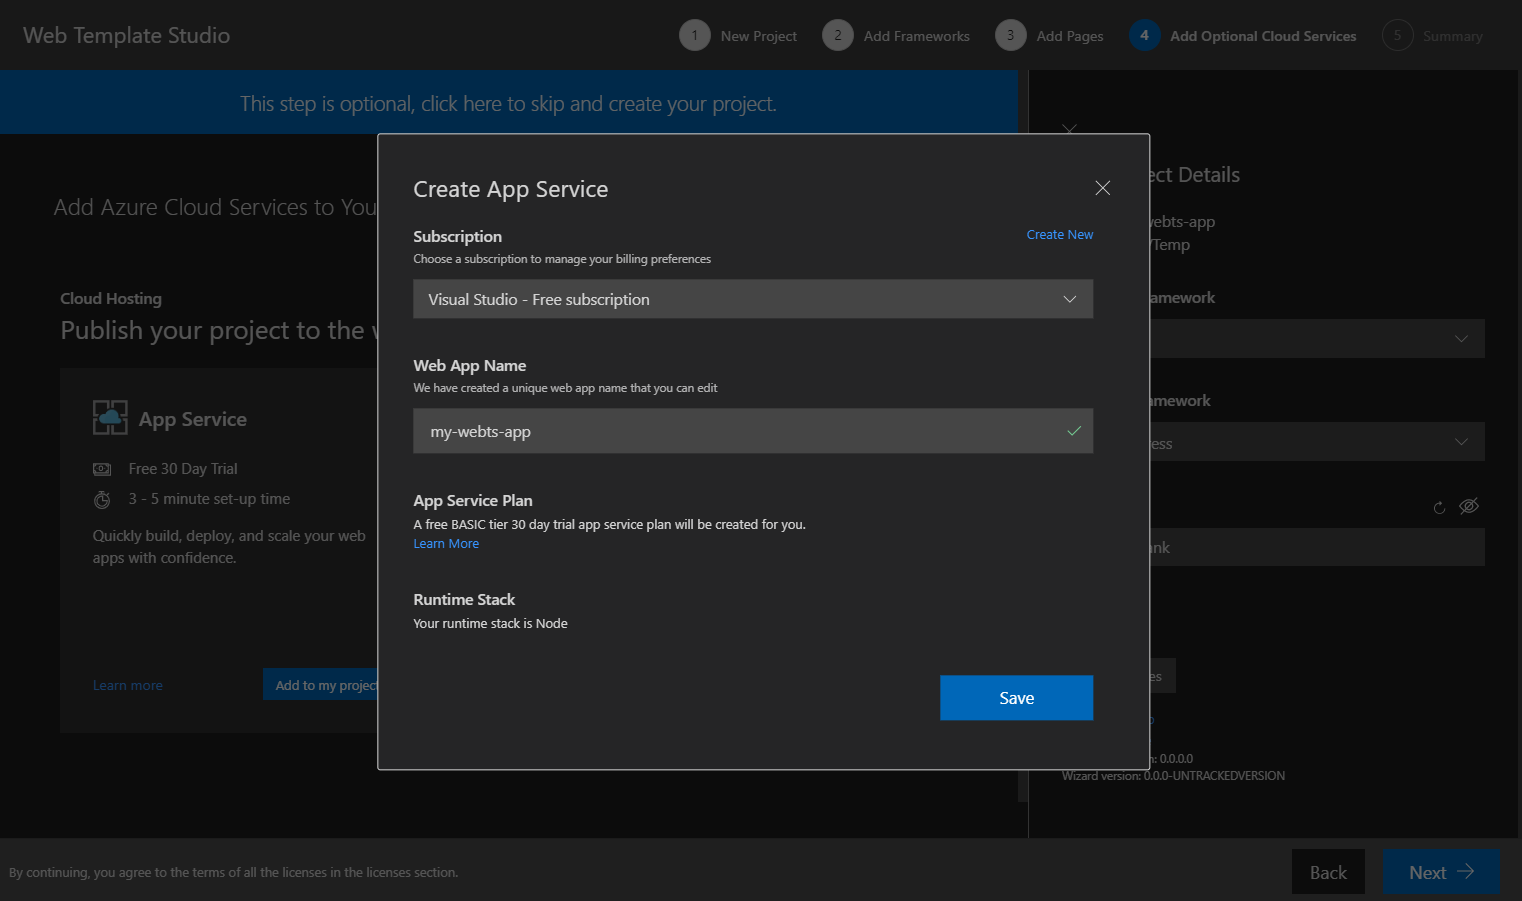 Web Template Studio
1 New Project
2 Add Frameworks
3 Add Pages
4 Add Optional Cloud Services
5 Summary
This step is optional, click here to skip and create your project.
Add Azure Cloud Services to You
Cloud Hosting
Publish your project to the
App Service
Free 30 Day Trial
3 - 5 minute set-up time
Quickly build, deploy, and scale your web
apps with confidence.
Learn more
Add to my project
Create App Service
Subscription
Create New
Choose a subscription to manage your billing preferences
Visual Studio - Free subscription
Web App Name
We have created a unique web app name that you can edit
my-webts-app
App Service Plan
A free BASIC tier 30 day trial app service plan will be created for you.
Learn More
Runtime Stack
Your runtime stack is Node
Save
ect Details
webts-app
/Temp
amework
amework
ess
ank
es
n: 0.0.0.0
Wizard version: 0.0.0-UNTRACKEDVERSION
By continuing, you agree to the terms of all the licenses in the licenses section.
Back
Next